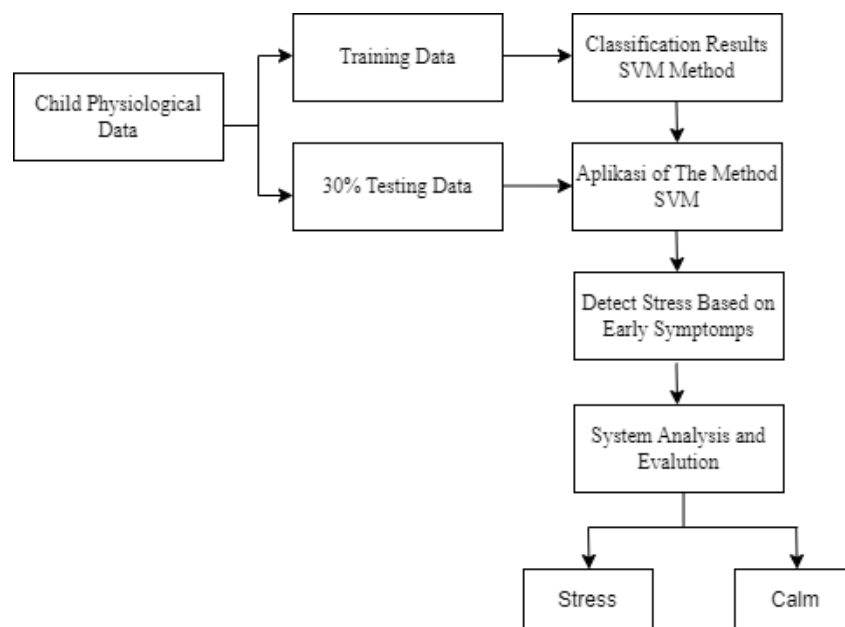 Child Physiological
Data
Training Data
Classification Results
SVM Method
30% Testing Data
Aplikasi of The Method
SVM
Detect Stress Based on
Early Symptomps
System Analysis and
Evalution
Stress
Calm